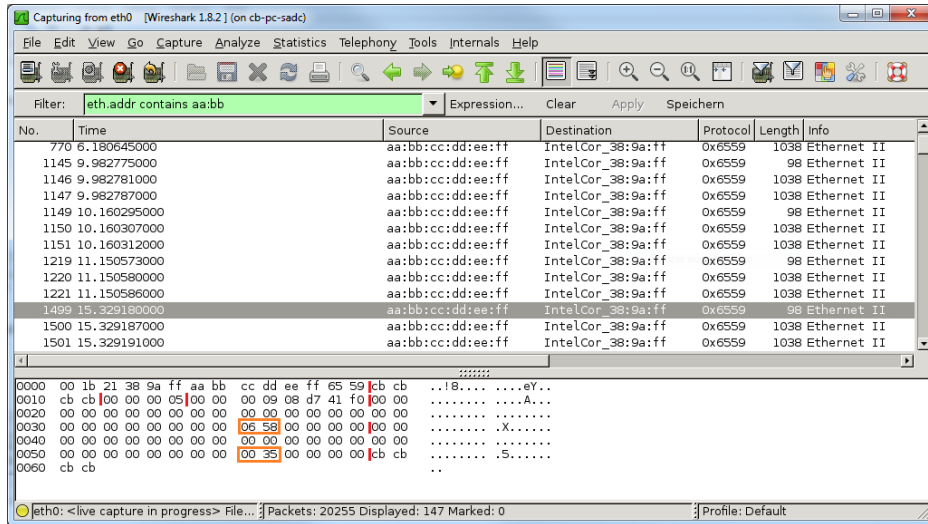 Capturing from eth0 [Wireshark 1.8.2 ] (on cb-pc-sadc)
File Edit View Go Capture Analyze Statistics Telephony Tools Internals Help
Filter: eth.addr contains aa:bb Expression... Clear Apply Speichern
No. Time Source Destination Protocol Length Info
770 6.180645000 aa:bb:cc:dd:ee:ff IntelCor_38:9a:ff 0x6559 1038 Ethernet II
1145 9.982775000 aa:bb:cc:dd:ee:ff IntelCor_38:9a:ff 0x6559 98 Ethernet II
1146 9.982781000 aa:bb:cc:dd:ee:ff IntelCor_38:9a:ff 0x6559 1038 Ethernet II
1147 9.982787000 aa:bb:cc:dd:ee:ff IntelCor_38:9a:ff 0x6559 1038 Ethernet II
1149 10.160295000 aa:bb:cc:dd:ee:ff IntelCor_38:9a:ff 0x6559 98 Ethernet II
1150 10.160307000 aa:bb:cc:dd:ee:ff IntelCor_38:9a:ff 0x6559 1038 Ethernet II
1151 10.160312000 aa:bb:cc:dd:ee:ff IntelCor_38:9a:ff 0x6559 1038 Ethernet II
1219 11.150573000 aa:bb:cc:dd:ee:ff IntelCor_38:9a:ff 0x6559 98 Ethernet II
1220 11.150580000 aa:bb:cc:dd:ee:ff IntelCor_38:9a:ff 0x6559 1038 Ethernet II
1221 11.150586000 aa:bb:cc:dd:ee:ff IntelCor_38:9a:ff 0x6559 1038 Ethernet II
1499 15.329180000 aa:bb:cc:dd:ee:ff IntelCor_38:9a:ff 0x6559 98 Ethernet II
1500 15.329187000 aa:bb:cc:dd:ee:ff IntelCor_38:9a:ff 0x6559 1038 Ethernet II
1501 15.329191000 aa:bb:cc:dd:ee:ff IntelCor_38:9a:ff 0x6559 1038 Ethernet II
0000 00 1b 21 38 9a ff aa bb cc dd ee ff 65 59 cb cb ..!8.... ....eY..
0010 cb cb 00 00 00 05 00 00 00 09 08 d7 41 f0 00 00 ........ ....A...
0020 00 00 00 00 00 00 00 00 00 00 00 00 00 00 00 00 ........ ........
0030 00 00 00 00 00 00 00 00 06 58 00 00 00 00 00 00 ........ .X......
0040 00 00 00 00 00 00 00 00 00 00 00 00 00 00 00 00 ........ ........
0050 00 00 00 00 00 00 00 00 00 35 00 00 00 00 cb cb ........ .5......
0060 cb cb ..
eth0: <live capture in progress> File... Packets: 20255 Displayed: 147 Marked: 0 Profile: Default